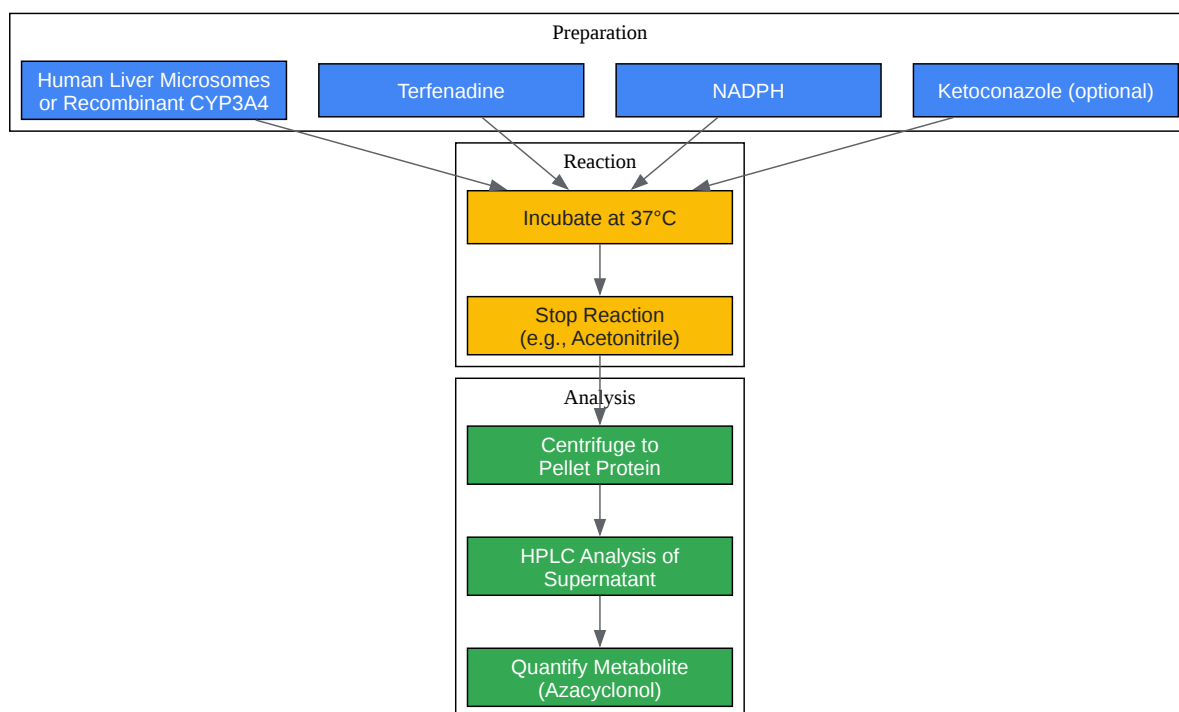 Preparation
Human Liver Microsomes
or Recombinant CYP3A4
Terfenadine
NADPH
Ketoconazole (optional)
Reaction
Incubate at 37°C
Stop Reaction
(e.g., Acetonitrile)
Analysis
Centrifuge to
Pellet Protein
HPLC Analysis of
Supernatant
Quantify Metabolite
(Azacyclonol)